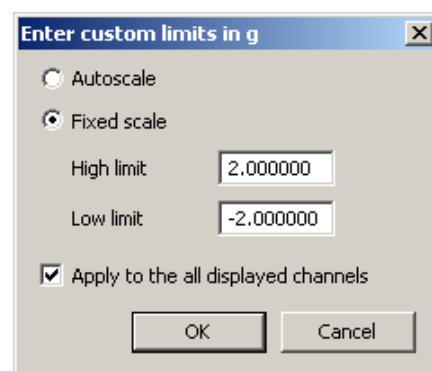 Enter custom limits in g
Autoscale
Fixed scale
High limit 2.000000
Low limit -2.000000
Apply to the all displayed channels
OK Cancel